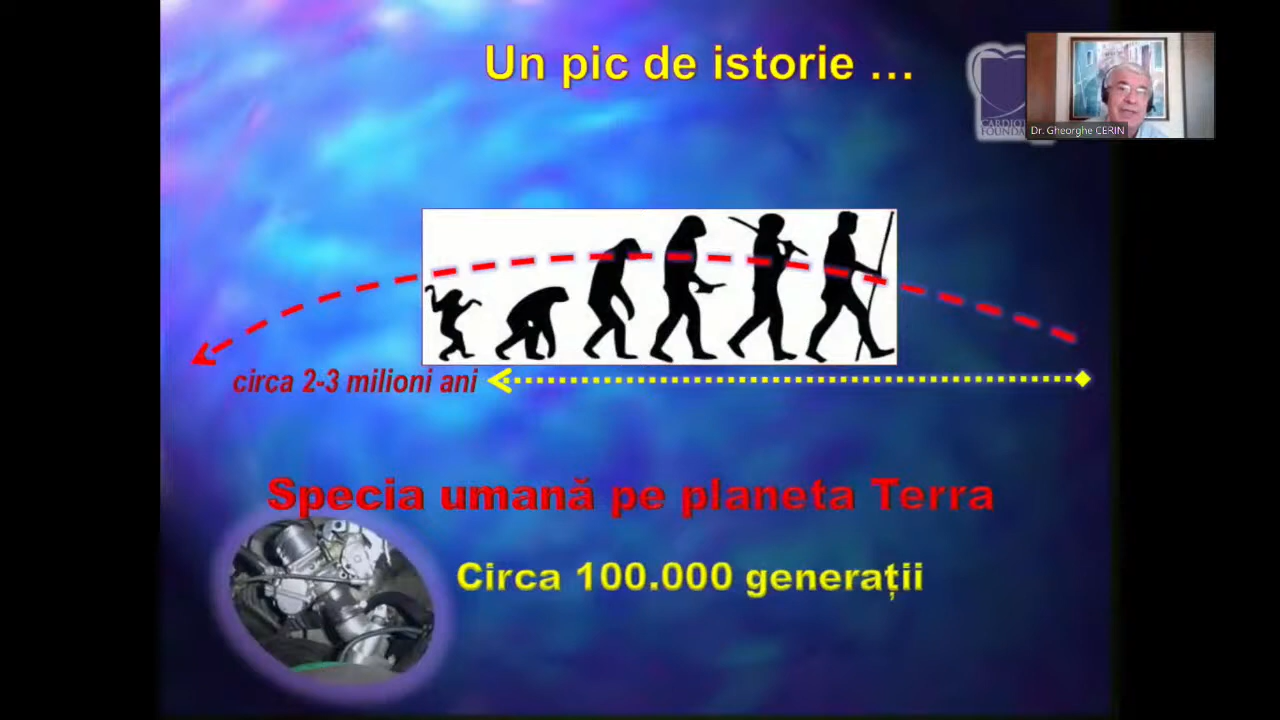 Un pic de istorie ...
Dr. Gheorghe CERIN
circa 2-3 milioni ani
Specia umană pe planeta Terra
Circa 100.000 generații